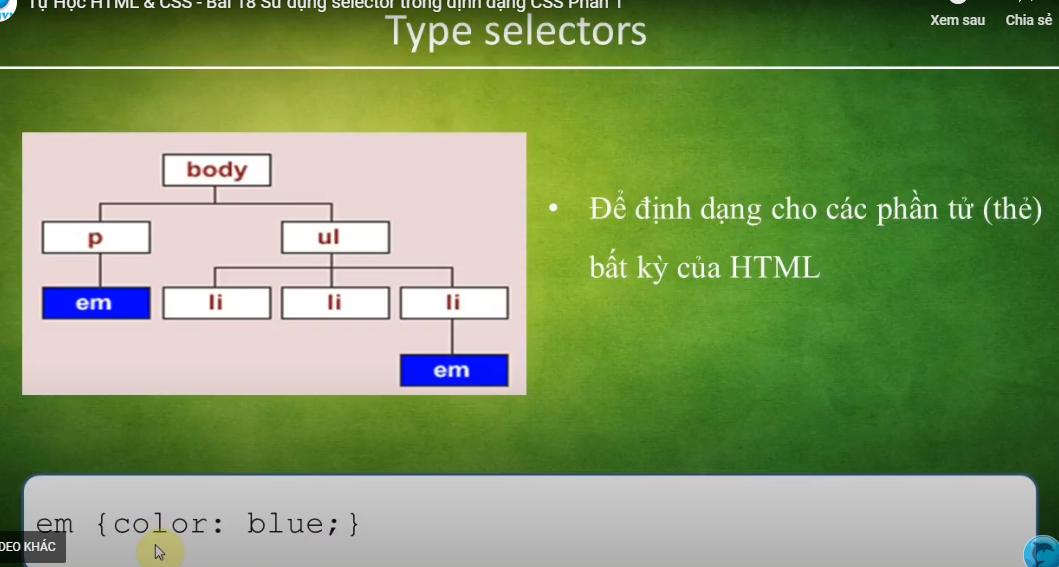 Tự Học HTML & CSS - Bài 18 Sử dụng selector trong định dạng CSS Phần 1
Xem sau
Chia sẻ
Type selectors
body
p
ul
em
li
li
li
em
• Để định dạng cho các phần tử (thẻ)
bất kỳ của HTML
em {color: blue;}
DEO KHÁC